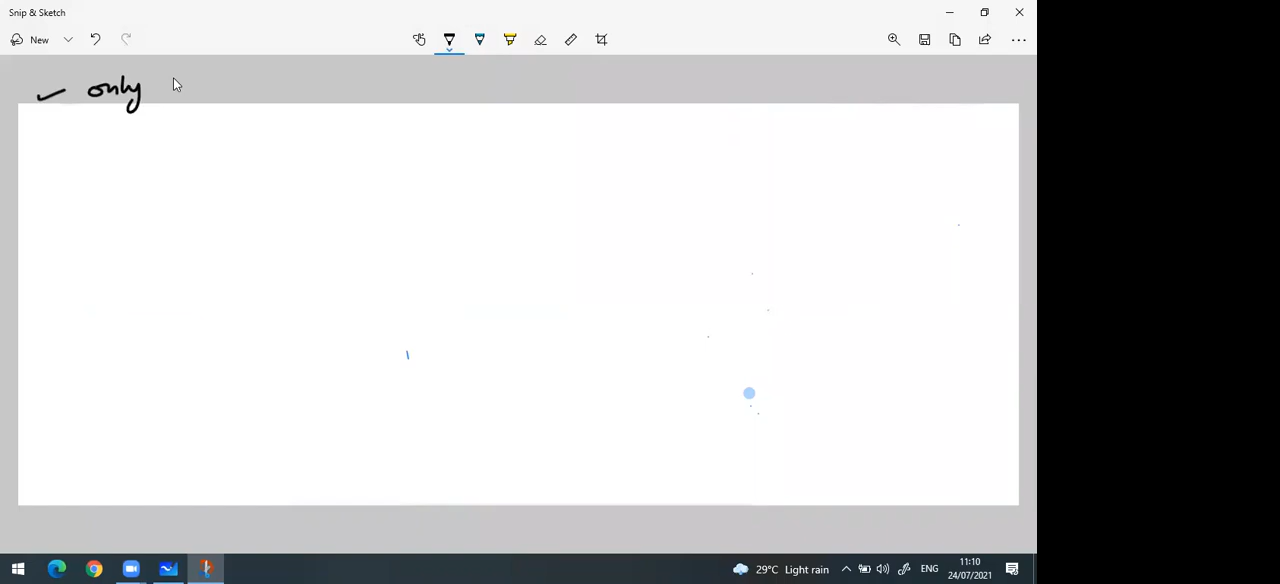 Snip & Sketch
New
✓ only
29°C Light rain
ENG
11:10
24/07/2021